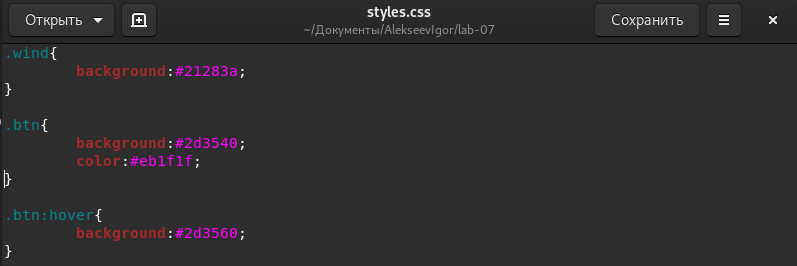 Открыть
styles.css
~/Документы/AlekseevIgor/lab-07
Сохранить
.wind{
background:#21283a;
}
.btn{
background:#2d3540;
color:#eb1f1f;
}
.btn:hover{
background:#2d3560;
}